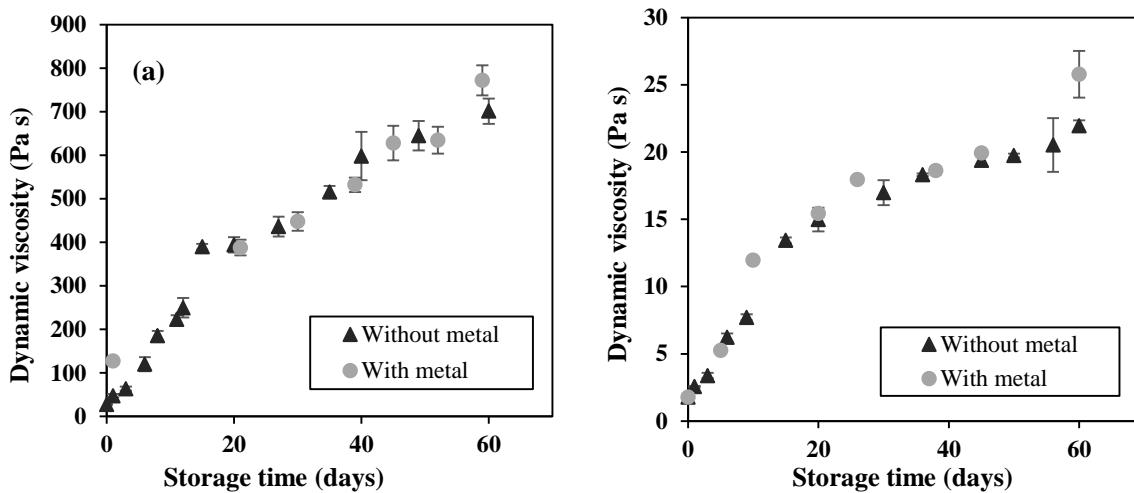 900
800
700
600
500
400
300
200
100
0
Dynamic viscosity (Pa s)
(a)
Without metal
With metal
0 20 40 60
Storage time (days)
30
25
20
15
10
5
0
Dynamic viscosity (Pa s)
Without metal
With metal
0 20 40 60
Storage time (days)